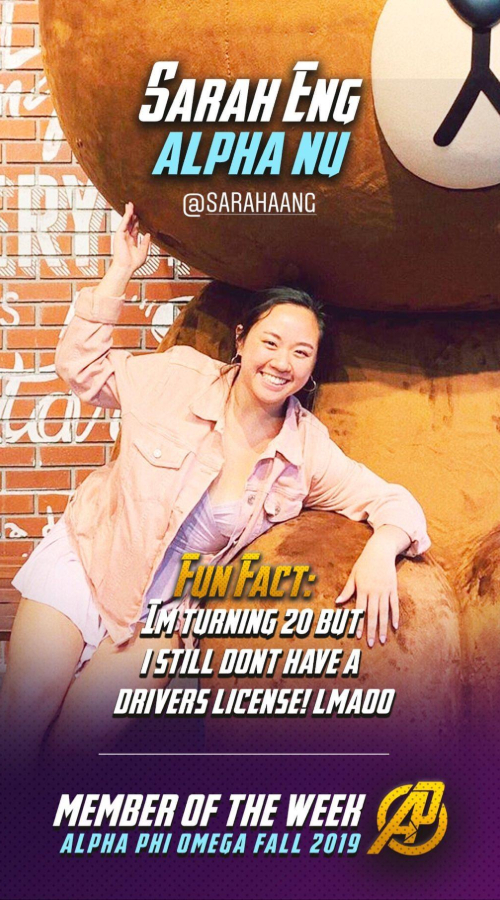 SARAH ENG
ALPHA NU
@SARAHAANG
FUN FACT:
IM TURNING 20 BUT
I STILL DONT HAVE A
DRIVERS LICENSE! LMAOO
MEMBER OF THE WEEK
ALPHA PHI OMEGA FALL 2019